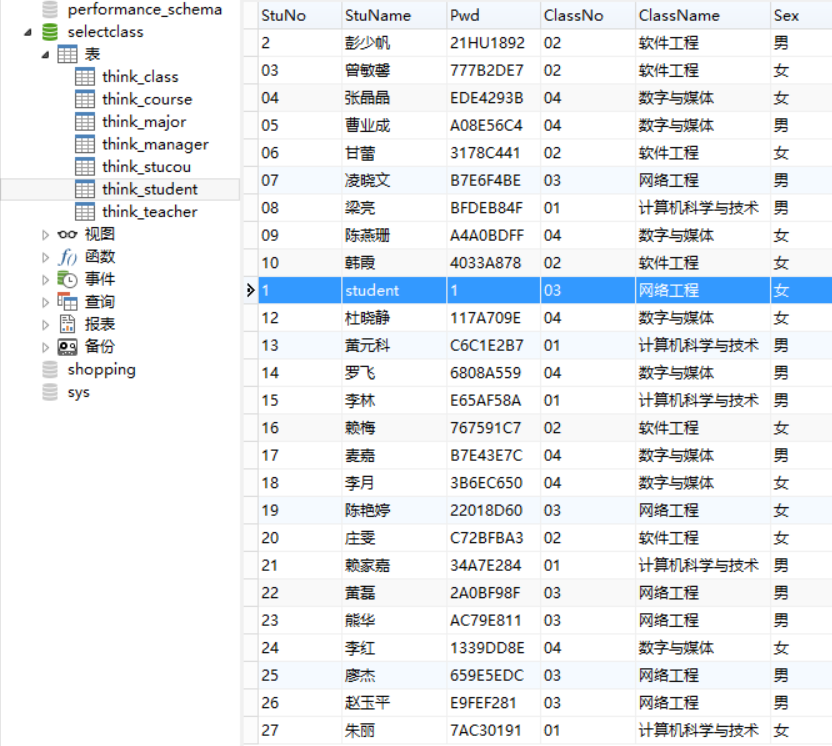 performance_schema
selectclass
表
think_class
think_course
think_major
think_manager
think_stucou
think_student
think_teacher
视图
函数
事件
查询
报表
备份
shopping
sys
StuNo StuName Pwd ClassNo ClassName Sex
2 彭少帆 21HU1892 02 软件工程 男
03 曾敏馨 777B2DE7 02 软件工程 女
04 张晶晶 EDE4293B 04 数字与媒体 女
05 曹业成 A08E56C4 04 数字与媒体 男
06 甘蕾 3178C441 02 软件工程 女
07 凌晓文 B7E6F4BE 03 网络工程 男
08 梁亮 BFDEB84F 01 计算机科学与技术 男
09 陈燕珊 A4A0BDFF 04 数字与媒体 女
10 韩霞 4033A878 02 软件工程 女
1 student 1 03 网络工程 女
12 杜晓静 117A709E 04 数字与媒体 女
13 黄元科 C6C1E2B7 01 计算机科学与技术 男
14 罗飞 6808A559 04 数字与媒体 男
15 李林 E65AF58A 01 计算机科学与技术 男
16 赖梅 767591C7 02 软件工程 女
17 麦嘉 B7E43E7C 04 数字与媒体 男
18 李月 3B6EC650 04 数字与媒体 女
19 陈艳婷 22018D60 03 网络工程 女
20 庄雯 C72BFBA3 02 软件工程 女
21 赖家嘉 34A7E284 01 计算机科学与技术 男
22 黄磊 2A0BF98F 03 网络工程 男
23 熊华 AC79E811 03 网络工程 男
24 李红 1339DD8E 04 数字与媒体 女
25 廖杰 659E5EDC 03 网络工程 男
26 赵玉平 E9FEF281 03 网络工程 男
27 朱丽 7AC30191 01 计算机科学与技术 女